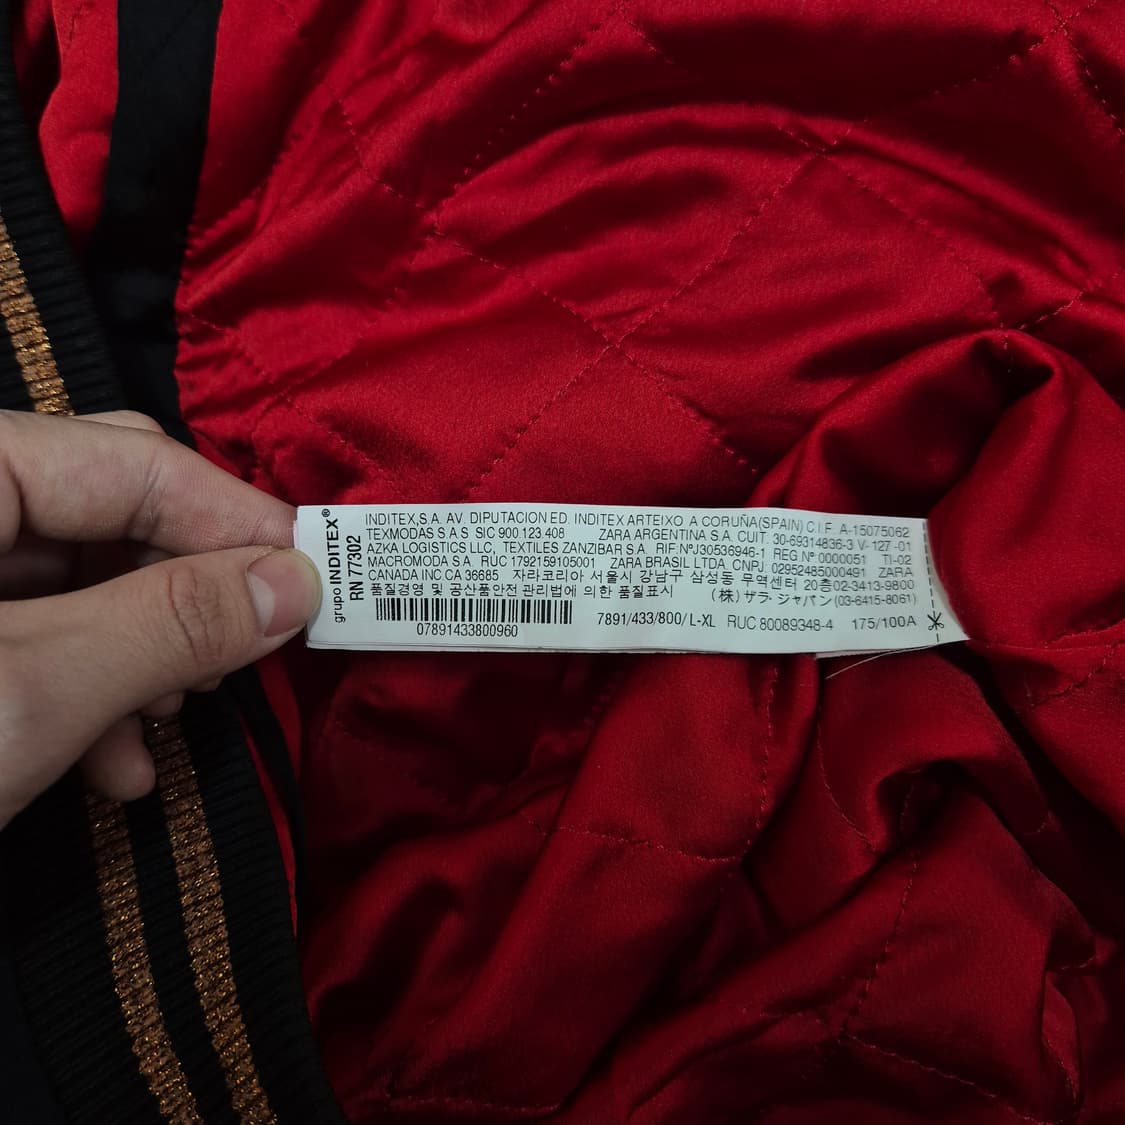 grupo INDITEX®
RN 77302
INDITEX,S.A. AV. DIPUTACION ED. INDITEX ARTEIXO A CORUÑA(SPAIN) C.I.F. A-15075062
TEXMODAS S.A.S SIC 900.123.408 ZARA ARGENTINA S.A. CUIT. 30-69314836-3 V-127-01
AZKA LOGISTICS LLC, TEXTILES ZANZIBAR S.A. RIF.NºJ30536946-1 REG Nº 0000051 TI-02
MACROMODA S.A. RUC 1792159105001 ZARA BRASIL LTDA. CNPJ: 02952485000491 ZARA
CANADA INC.CA 36685 자라코리아 서울시 강남구 삼성동 무역센터 20층02-3413-9800
품질경영 및 공산품안전 관리법에 의한 품질표시 (株) ザラ・ジャパン (03-6415-8061)
07891433800960
7891/433/800/ L-XL RUC 80089348-4 175/100A